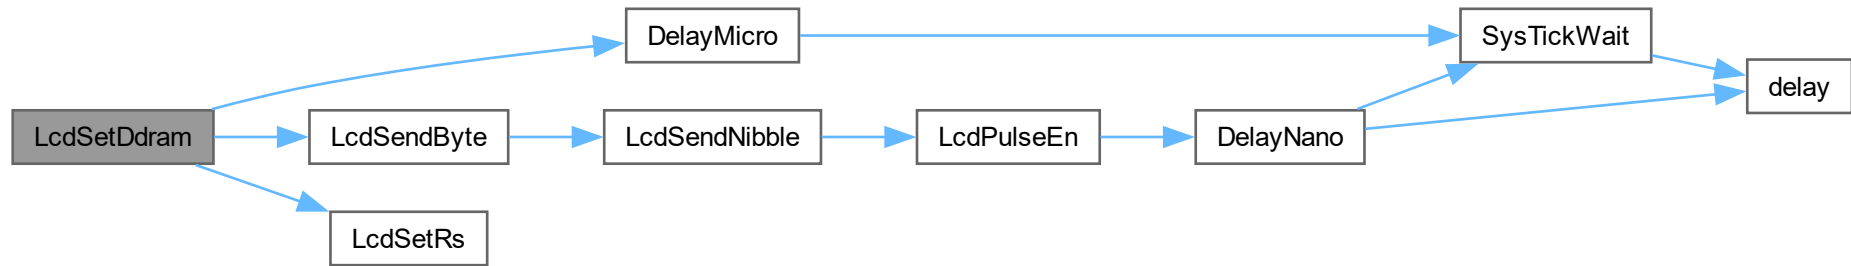 DelayMicro
SysTickWait
delay
LcdSetDdram
LcdSendByte
LcdSendNibble
LcdPulseEn
DelayNano
LcdSetRs